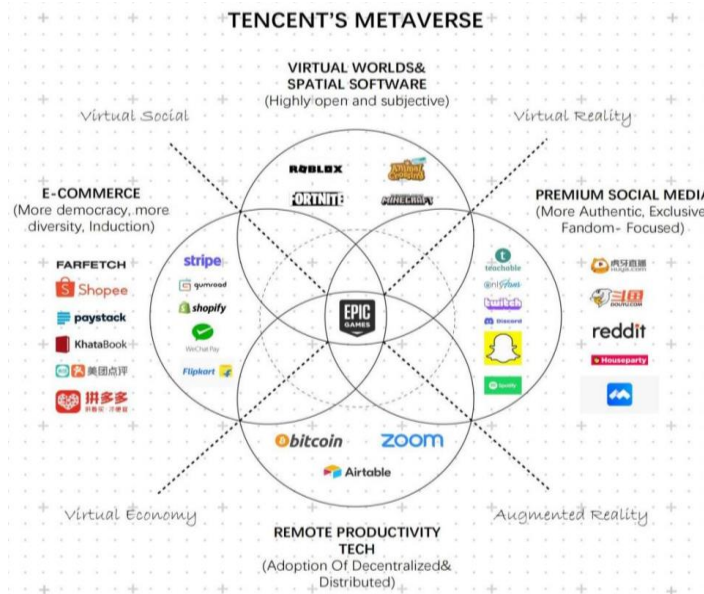 TENCENT'S METAVERSE
VIRTUAL WORLDS&
SPATIAL SOFTWARE
(Highly open and subjective)
Virtual Social
Virtual Reality
ROBLOX
Animal Crossing
FORTNITE
MINECRAFT
E-COMMERCE
(More democracy, more
diversity, Induction)
PREMIUM SOCIAL MEDIA
(More Authentic, Exclusive
Fandom- Focused)
FARFETCH
Shopee
paystack
KhataBook
美团点评
拼多多
stripe
gumroad
shopify
WeChat Pay
Flipkart
EPIC
GAMES
teachable
onlyfans
twitch
Discord
Spotify
虎牙直播
斗鱼
DOUYU.COM
reddit
Houseparty
bitcoin
zoom
Airtable
Virtual Economy
Augmented Reality
REMOTE PRODUCTIVITY
TECH
(Adoption Of Decentralized&
Distributed)